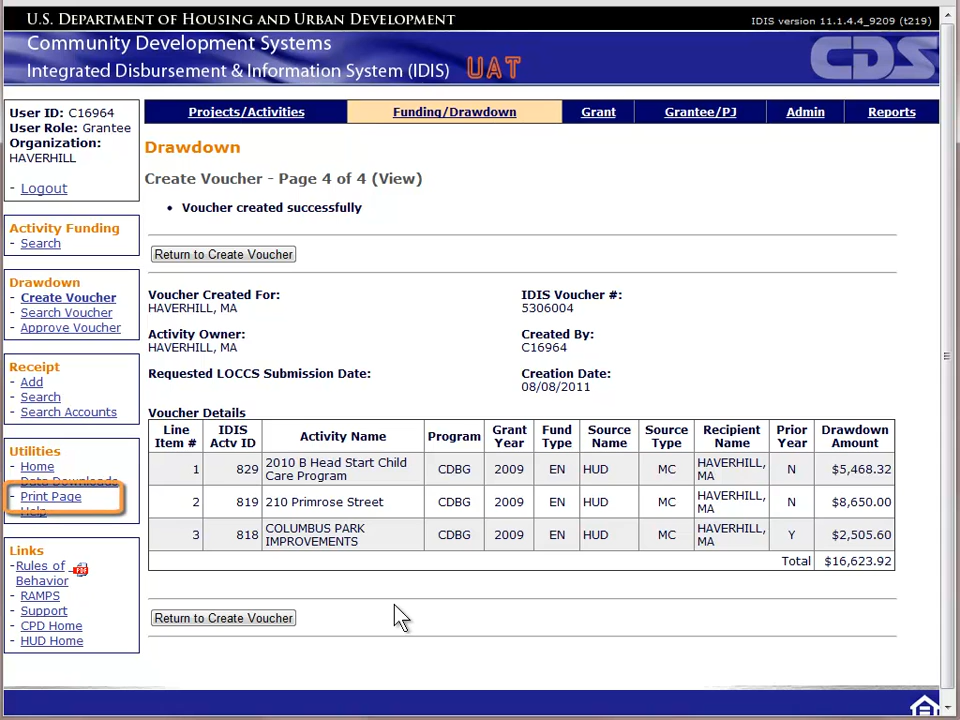 U.S. DEPARTMENT OF HOUSING AND URBAN DEVELOPMENT
IDIS version 11.1.4.4_9209 (t219)
Community Development Systems
Integrated Disbursement & Information System (IDIS) UAT
CDS
User ID: C16964
User Role: Grantee
Organization:
HAVERHILL
- Logout
Activity Funding
- Search
Drawdown
- Create Voucher
- Search Voucher
- Approve Voucher
Receipt
- Add
- Search
- Search Accounts
Utilities
- Home
- Data Downloads
- Print Page
- Help
Links
-Rules of
Behavior
- RAMPS
- Support
- CPD Home
- HUD Home
Projects/Activities Funding/Drawdown Grant Grantee/PJ Admin Reports
Drawdown
Create Voucher - Page 4 of 4 (View)
• Voucher created successfully
Return to Create Voucher
Voucher Created For: IDIS Voucher #:
HAVERHILL, MA 5306004
Activity Owner: Created By:
HAVERHILL, MA C16964
Requested LOCCS Submission Date: Creation Date:
08/08/2011
Voucher Details
Line IDIS Activity Name Program Grant Fund Source Source Recipient Prior Drawdown
Item # Actv ID Year Type Name Type Name Year Amount
1 829 2010 B Head Start Child CDBG 2009 EN HUD MC HAVERHILL, N $5,468.32
Care Program MA
2 819 210 Primrose Street CDBG 2009 EN HUD MC HAVERHILL, N $8,650.00
MA
3 818 COLUMBUS PARK CDBG 2009 EN HUD MC HAVERHILL, Y $2,505.60
IMPROVEMENTS MA
Total $16,623.92
Return to Create Voucher